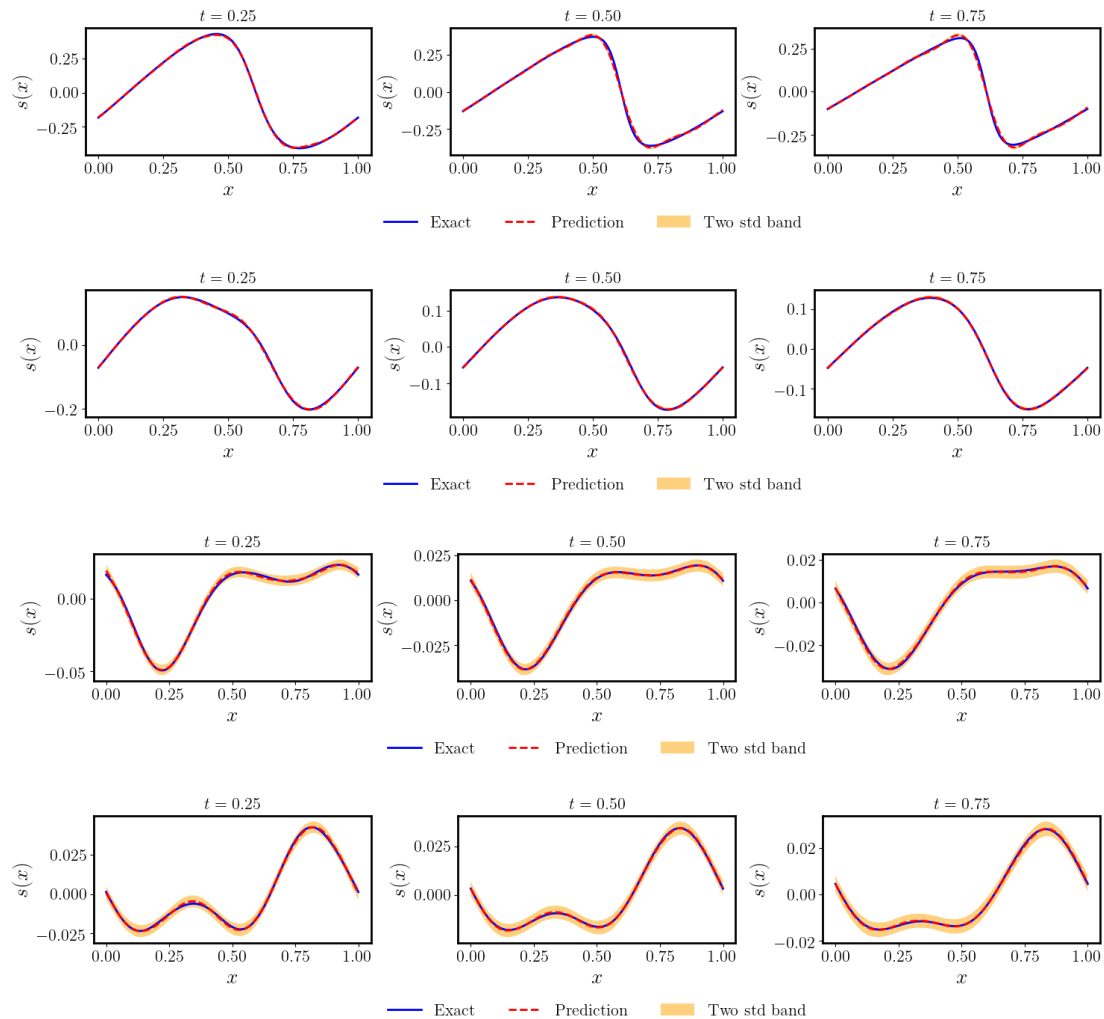 t = 0.25 t = 0.50 t = 0.75
s(x) 0.25 0.00 −0.25 s(x) 0.25 0.00 −0.25 s(x) 0.25 0.00 −0.25
0.00 0.25 0.50 0.75 1.00 0.00 0.25 0.50 0.75 1.00 0.00 0.25 0.50 0.75 1.00
x x x
Exact Prediction Two std band
t = 0.25 t = 0.50 t = 0.75
s(x) 0.0 −0.2 s(x) 0.1 0.0 −0.1 s(x) 0.1 0.0 −0.1
0.00 0.25 0.50 0.75 1.00 0.00 0.25 0.50 0.75 1.00 0.00 0.25 0.50 0.75 1.00
x x x
Exact Prediction Two std band
t = 0.25 t = 0.50 t = 0.75
s(x) 0.00 −0.05 s(x) 0.025 0.000 −0.025 s(x) 0.02 0.00 −0.02
0.00 0.25 0.50 0.75 1.00 0.00 0.25 0.50 0.75 1.00 0.00 0.25 0.50 0.75 1.00
x x x
Exact Prediction Two std band
t = 0.25 t = 0.50 t = 0.75
s(x) 0.025 0.000 −0.025 s(x) 0.025 0.000 −0.025 s(x) 0.02 0.00 −0.02
0.00 0.25 0.50 0.75 1.00 0.00 0.25 0.50 0.75 1.00 0.00 0.25 0.50 0.75 1.00
x x x
Exact Prediction Two std band